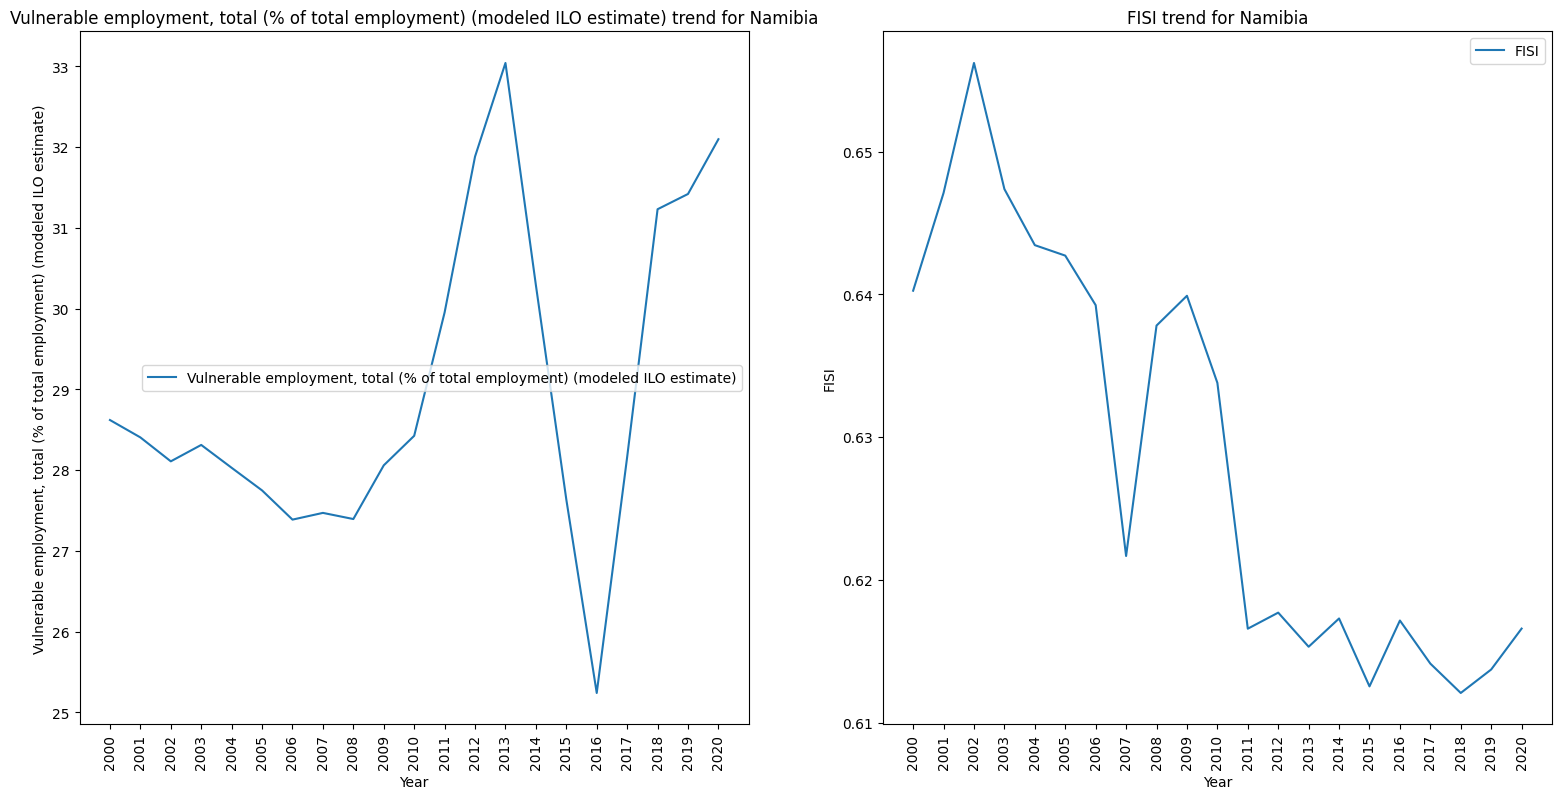 Vulnerable employment, total (% of total employment) (modeled ILO estimate) trend for Namibia
Vulnerable employment, total (% of total employment) (modeled ILO estimate)
33
32
31
30
29
28
27
26
25
Vulnerable employment, total (% of total employment) (modeled ILO estimate)
2000 2001 2002 2003 2004 2005 2006 2007 2008 2009 2010 2011 2012 2013 2014 2015 2016 2017 2018 2019 2020
Year
FISI trend for Namibia
FISI
FISI
0.65
0.64
0.63
0.62
0.61
2000 2001 2002 2003 2004 2005 2006 2007 2008 2009 2010 2011 2012 2013 2014 2015 2016 2017 2018 2019 2020
Year